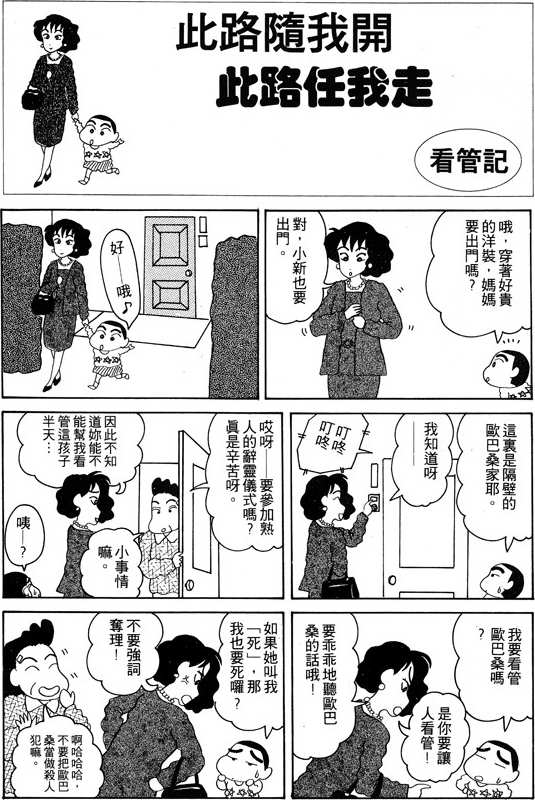 此路隨我開
此路任我走
看管記
哦，穿著好貴
的洋裝，媽媽
要出門嗎？
對，小新也要
出門。
好——哦♪
這裏是隔壁的
歐巴桑家耶。
我知道呀
——。
叮咚
叮咚
哎呀——要參加熟
人的辭靈儀式嗎？
真是辛苦呀。
因此不知
道妳能不
能幫我看
管這孩子
半天…
小事情
嘛。
咦——？
我要看管
歐巴桑嗎
？
是你要讓
人看管！
要乖乖地聽歐巴
桑的話哦！
如果她叫我
「死」，那
我也要死囉？
不要強詞
奪理！
啊哈哈哈，
不要把歐巴
桑當做殺人
犯嘛。